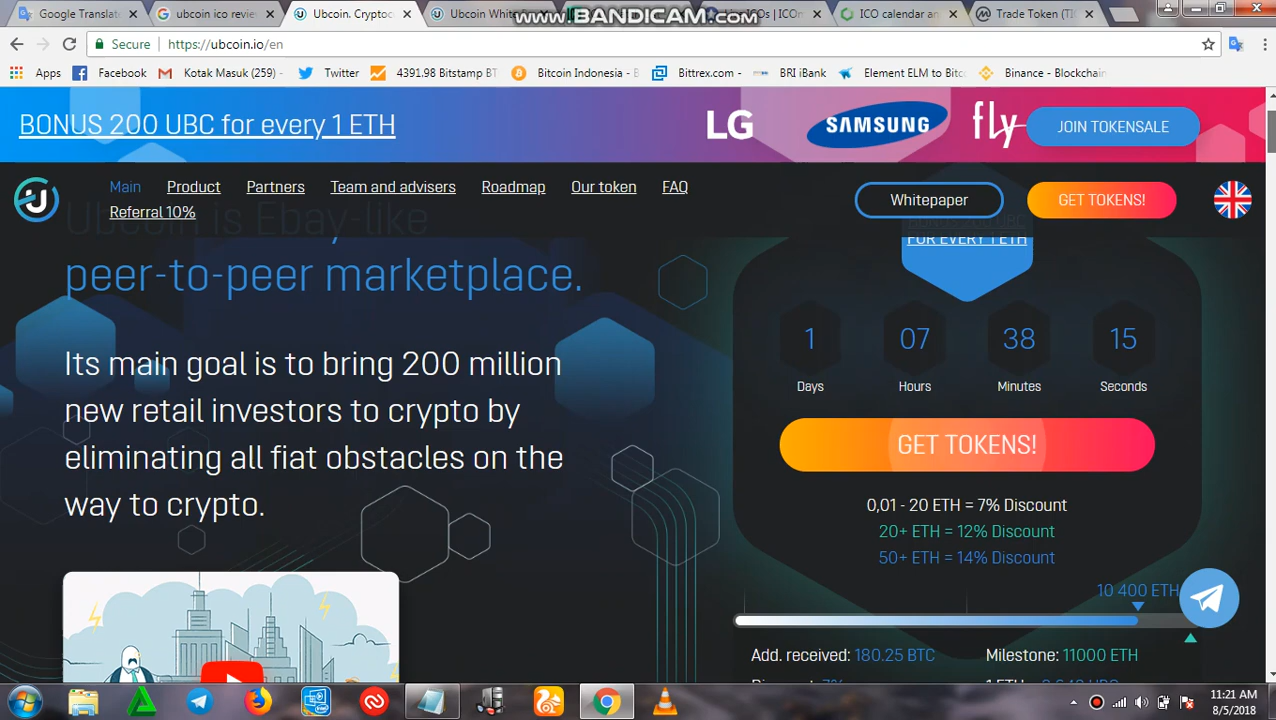 Google Translat
ubcoin ico revie
Ubcoin. Cryptoc
Ubcoin White
www.BANDICAM.com
ICOs | ICO
ICO calendar an
Trade Token (TI
Secure
https://ubcoin.io/en
Apps
Facebook
Kotak Masuk (259) -
Twitter
4391.98 Bitstamp BT
Bitcoin Indonesia - B
Bittrex.com -
BRI iBank
Element ELM to Bitc
Binance - Blockchain
BONUS 200 UBC for every 1 ETH
LG
SAMSUNG
fly
JOIN TOKENSALE
Main
Product
Partners
Team and advisers
Roadmap
Our token
FAQ
Referral 10%
Whitepaper
GET TOKENS!
Ubcoin is Ebay-like
peer-to-peer marketplace.
FOR EVERY 1 ETH
Its main goal is to bring 200 million
new retail investors to crypto by
eliminating all fiat obstacles on the
way to crypto.
1
07
38
15
Days
Hours
Minutes
Seconds
GET TOKENS!
0,01 - 20 ETH = 7% Discount
20+ ETH = 12% Discount
50+ ETH = 14% Discount
10 400 ETH
Add. received: 180.25 BTC
Milestone: 11000 ETH
11:21 AM
8/5/2018